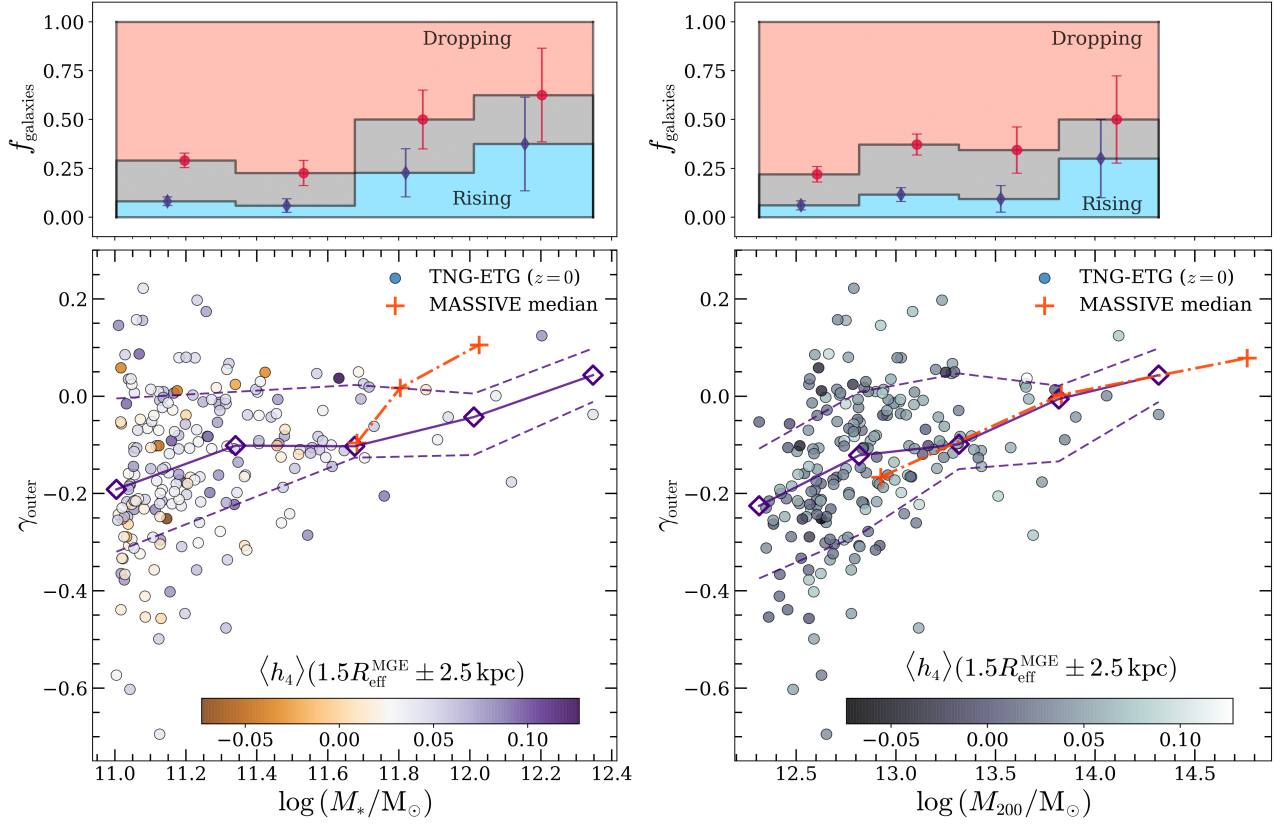 1.00
0.75
0.50
0.25
0.00
f_galaxies
Dropping
Rising
1.00
0.75
0.50
0.25
0.00
f_galaxies
Dropping
Rising
0.2
0.0
−0.2
−0.4
−0.6
γ_outer
TNG-ETG (z=0)
MASSIVE median
⟨h₄⟩(1.5R_eff^MGE ± 2.5 kpc)
−0.05 0.00 0.05 0.10
11.0 11.2 11.4 11.6 11.8 12.0 12.2 12.4
log (M_*/M_⊙)
0.2
0.0
−0.2
−0.4
−0.6
γ_outer
TNG-ETG (z=0)
MASSIVE median
⟨h₄⟩(1.5R_eff^MGE ± 2.5 kpc)
−0.05 0.00 0.05 0.10
12.5 13.0 13.5 14.0 14.5
log (M_200/M_⊙)